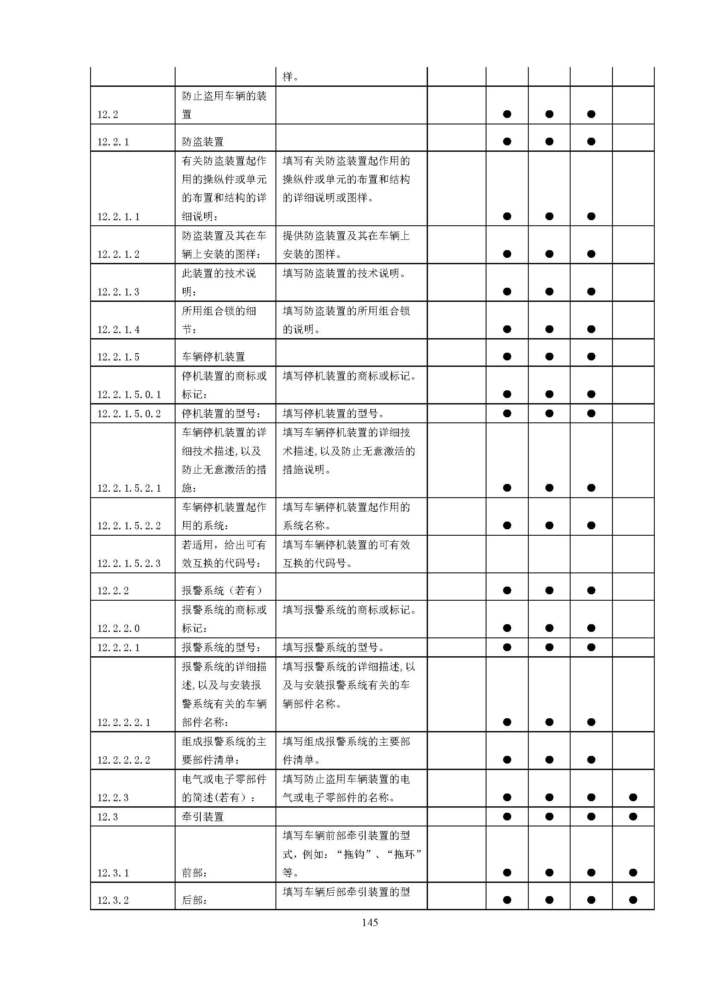 样。
防止盗用车辆的装
12.2 置 ● ● ●
12.2.1 防盗装置 ● ● ●
有关防盗装置起作 填写有关防盗装置起作用的
用的操纵件或单元 操纵件或单元的布置和结构
的布置和结构的详 的详细说明或图样。
12.2.1.1 细说明: ● ● ●
防盗装置及其在车 提供防盗装置及其在车辆上
12.2.1.2 辆上安装的图样: 安装的图样。 ● ● ●
此装置的技术说 填写防盗装置的技术说明。
12.2.1.3 明: ● ● ●
所用组合锁的细 填写防盗装置的所用组合锁
12.2.1.4 节: 的说明。 ● ● ●
12.2.1.5 车辆停机装置 ● ● ●
停机装置的商标或 填写停机装置的商标或标记。
12.2.1.5.0.1 标记: ● ● ●
12.2.1.5.0.2 停机装置的型号: 填写停机装置的型号。 ● ● ●
车辆停机装置的详 填写车辆停机装置的详细技
细技术描述,以及 术描述,以及防止无意激活的
防止无意激活的措 措施说明。
12.2.1.5.2.1 施: ● ● ●
车辆停机装置起作 填写车辆停机装置起作用的
12.2.1.5.2.2 用的系统: 系统名称。 ● ● ●
若适用，给出可有 填写车辆停机装置的可有效
12.2.1.5.2.3 效互换的代码号: 互换的代码号。
12.2.2 报警系统（若有） ● ● ●
报警系统的商标或 填写报警系统的商标或标记。
12.2.2.0 标记: ● ● ●
12.2.2.1 报警系统的型号: 填写报警系统的型号。 ● ● ●
报警系统的详细描 填写报警系统的详细描述,以
述,以及与安装报 及与安装报警系统有关的车
警系统有关的车辆 辆部件名称。
12.2.2.2.1 部件名称: ● ● ●
组成报警系统的主 填写组成报警系统的主要部
12.2.2.2.2 要部件清单: 件清单。 ● ● ●
电气或电子零部件 填写防止盗用车辆装置的电
12.2.3 的简述(若有）: 气或电子零部件的名称。 ● ● ● ●
12.3 牵引装置 ● ● ● ●
填写车辆前部牵引装置的型
式，例如:“拖钩”、“拖环”
12.3.1 前部: 等。 ● ● ● ●
填写车辆后部牵引装置的型
12.3.2 后部: ● ● ● ●
145